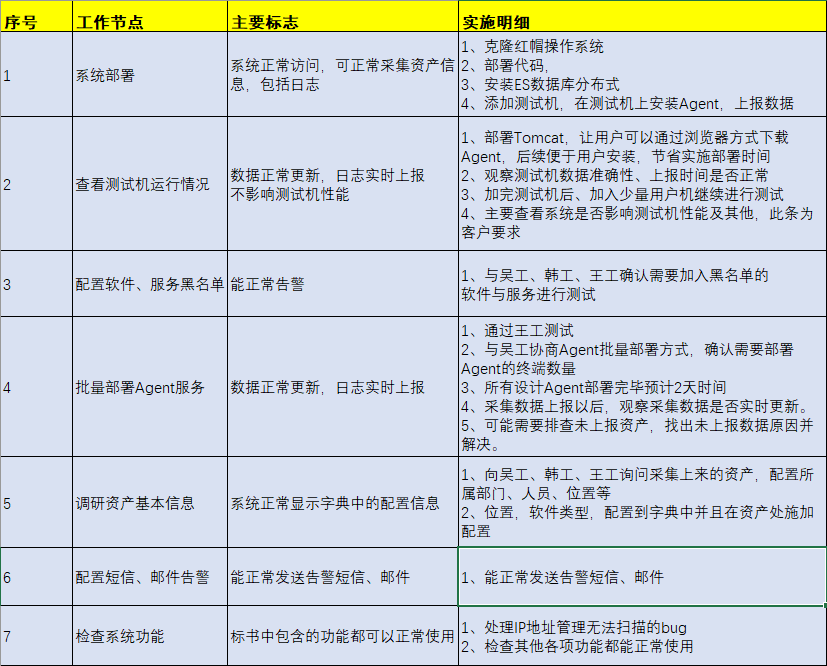 序号
工作节点
主要标志
实施明细
1
系统部署
系统正常访问，可正常采集资产信
息，包括日志
1、克隆红帽操作系统
2、部署代码，
3、安装ES数据库分布式
4、添加测试机，在测试机上安装Agent，上报数据
2
查看测试机运行情况
数据正常更新，日志实时上报
不影响测试机性能
1、部署Tomcat，让用户可以通过浏览器方式下载
Agent，后续便于用户安装，节省实施部署时间
2、观察测试机数据准确性、上报时间是否正常
3、加完测试机后、加入少量用户机继续进行测试
4、主要查看系统是否影响测试机性能及其他，此条为
客户要求
3
配置软件、服务黑名单
能正常告警
1、与吴工、韩工、王工确认需要加入黑名单的
软件与服务进行测试
4
批量部署Agent服务
数据正常更新，日志实时上报
1、通过王工测试
2、与吴工协商Agent批量部署方式，确认需要部署
Agent的终端数量
3、所有设计Agent部署完毕预计2天时间
4、采集数据上报以后，观察采集数据是否实时更新。
5、可能需要排查未上报资产，找出未上报数据原因并
解决。
5
调研资产基本信息
系统正常显示字典中的配置信息
1、向吴工、韩工、王工询问采集上来的资产，配置所
属部门、人员、位置等
2、位置，软件类型，配置到字典中并且在资产处施加
配置
6
配置短信、邮件告警
能正常发送告警短信、邮件
1、能正常发送告警短信、邮件
7
检查系统功能
标书中包含的功能都可以正常使用
1、处理IP地址管理无法扫描的bug
2、检查其他各项功能都能正常使用